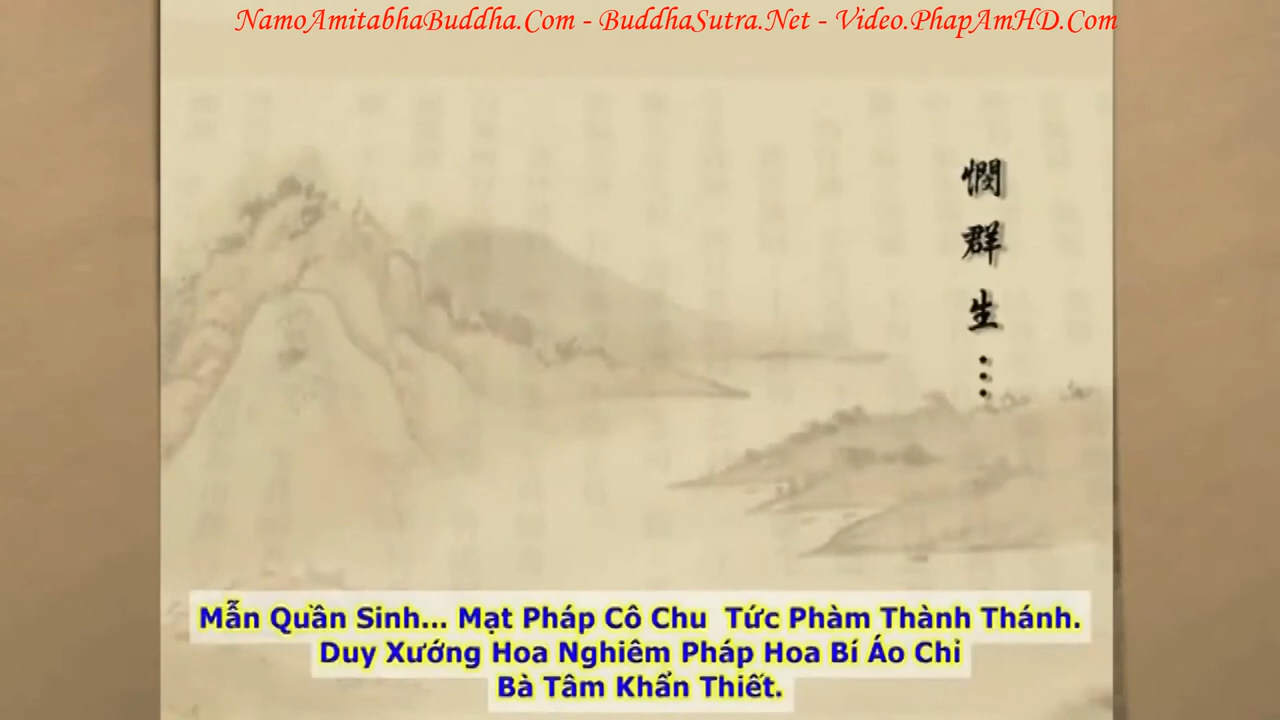 NamoAmitabhaBuddha.Com - BuddhaSutra.Net - Video.PhapAmHD.Com
憫群生…
Mẫn Quần Sinh... Mạt Pháp Cô Chu  Tức Phàm Thành Thánh.
Duy Xướng Hoa Nghiêm Pháp Hoa Bí Áo Chỉ
Bà Tâm Khẩn Thiết.